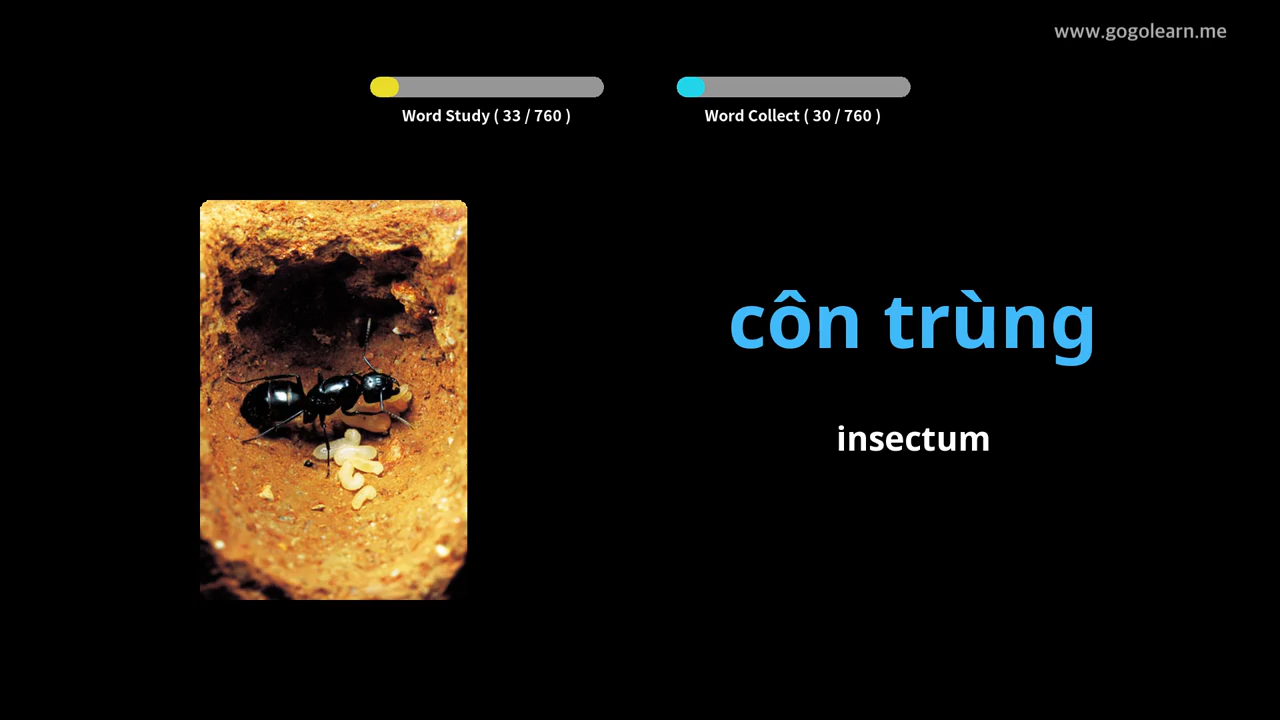 www.gogolearn.me
Word Study ( 33 / 760 )
Word Collect ( 30 / 760 )
côn trùng
insectum